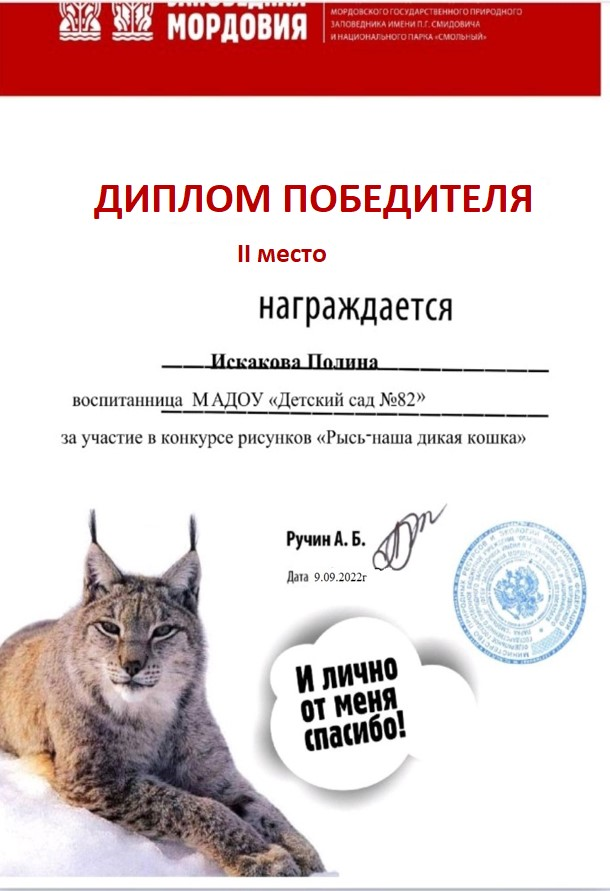 ЗАПОВЕДНАЯ
МОРДОВИЯ
МОРДОВСКОГО ГОСУДАРСТВЕННОГО ПРИРОДНОГО
ЗАПОВЕДНИКА ИМЕНИ П.Г. СМИДОВИЧА
И НАЦИОНАЛЬНОГО ПАРКА «СМОЛЬНЫЙ»
ДИПЛОМ ПОБЕДИТЕЛЯ
II место
награждается
Искакова Полина
воспитанница МАДОУ «Детский сад №82»
за участие в конкурсе рисунков «Рысь-наша дикая кошка»
Ручин А. Б.
Дата 9.09.2022г
И лично
от меня
спасибо!